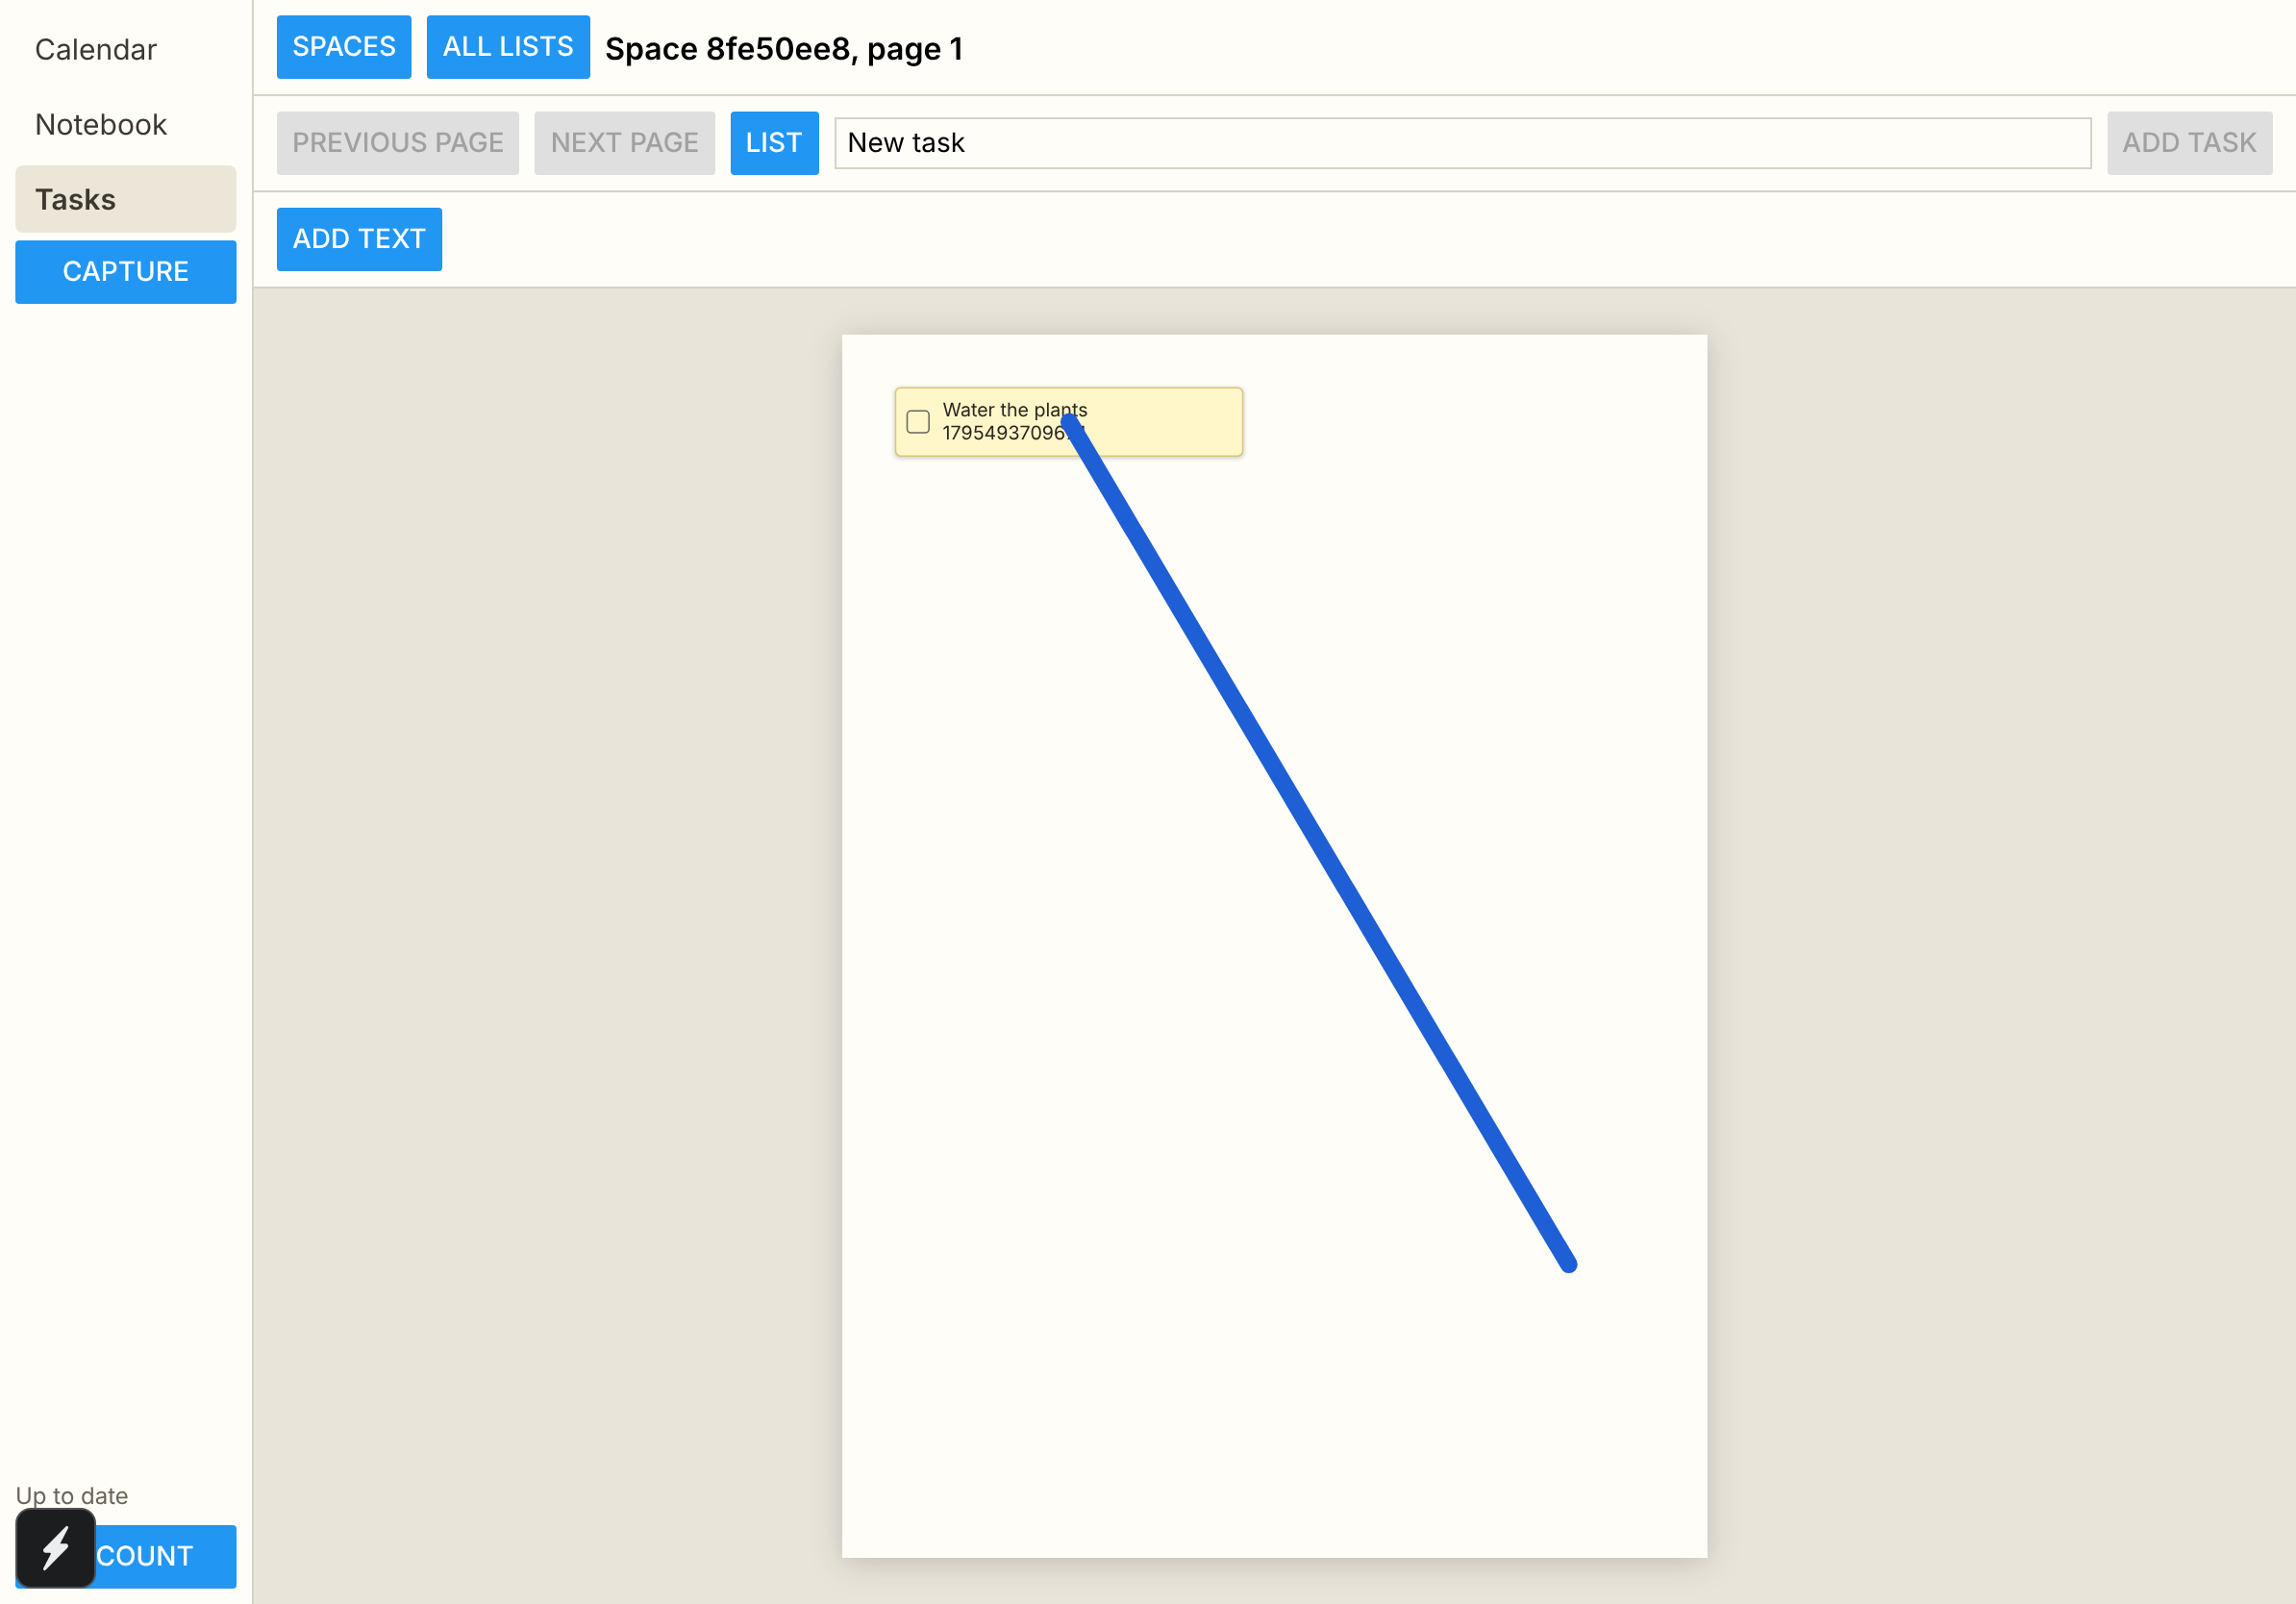 Calendar
Notebook
Tasks
CAPTURE
SPACES
ALL LISTS
Space 8fe50ee8, page 1
PREVIOUS PAGE
NEXT PAGE
LIST
New task
ADD TASK
ADD TEXT
Water the plants
Up to date
COUNT